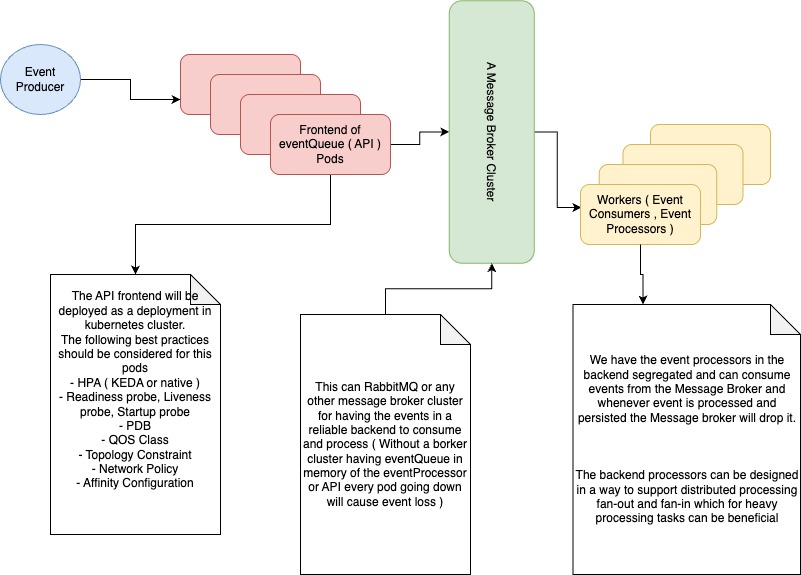 Event
Producer
Frontend of
eventQueue ( API )
Pods
A Message Broker Cluster
Workers ( Event
Consumers , Event
Processors )
The API frontend will be
deployed as a deployment in
kubernetes cluster.
The following best practices
should be considered for this
pods
- HPA ( KEDA or native )
- Readiness probe, Liveness
probe, Startup probe
- PDB
- QOS Class
- Topology Constraint
- Network Policy
- Affinity Configuration
This can RabbitMQ or any
other message broker cluster
for having the events in a
reliable backend to consume
and process ( Without a borker
cluster having eventQueue in
memory of the eventProcessor
or API every pod going down
will cause event loss )
We have the event processors in the
backend segregated and can consume
events from the Message Broker and
whenever event is processed and
persisted the Message broker will drop it.
The backend processors can be designed
in a way to support distributed processing
fan-out and fan-in which for heavy
processing tasks can be beneficial